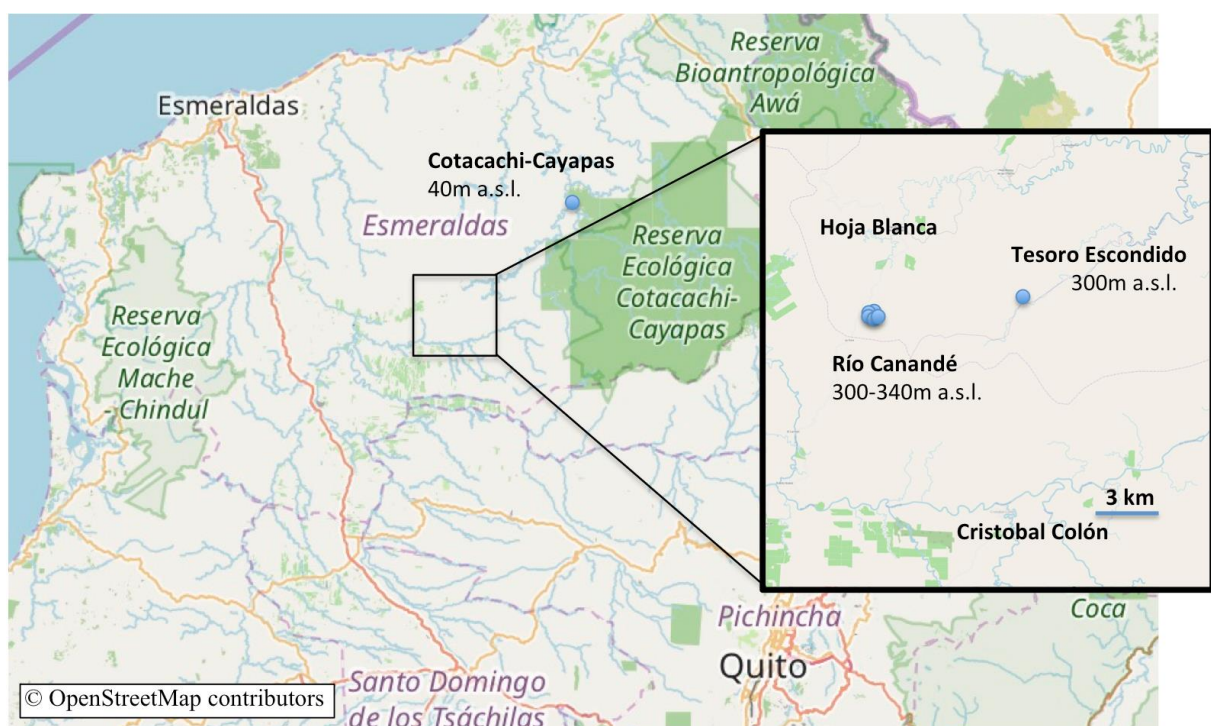 Reserva
Bioantropológica
Awá
Esmeraldas
Cotacachi-Cayapas
40m a.s.l.
Esmeraldas
Reserva
Ecológica
Cotacachi-
Cayapas
Reserva
Ecológica
Mache
- Chindul
Hoja Blanca
Tesoro Escondido
300m a.s.l.
Río Canandé
300-340m a.s.l.
3 km
Cristobal Colón
Coca
Pichincha
Quito
Santo Domingo
de los Tsáchilas
© OpenStreetMap contributors